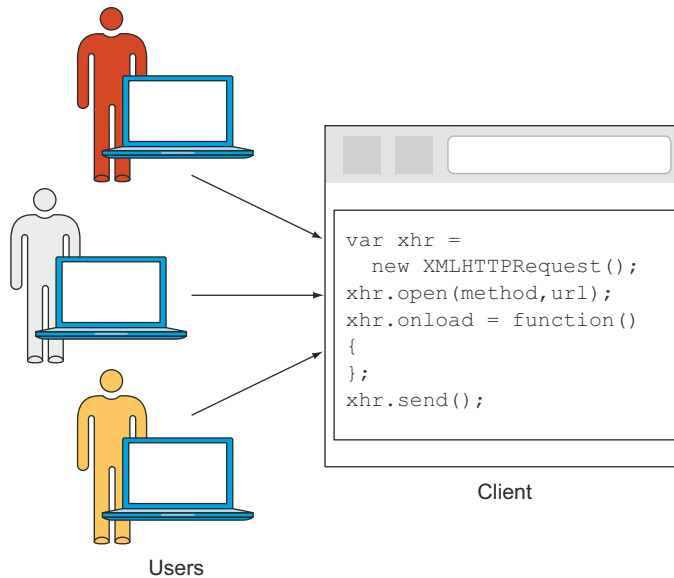 var xhr =
new XMLHTTPRequest();
xhr.open(method,url);
xhr.onload = function()
{
};
xhr.send();
Client
Users